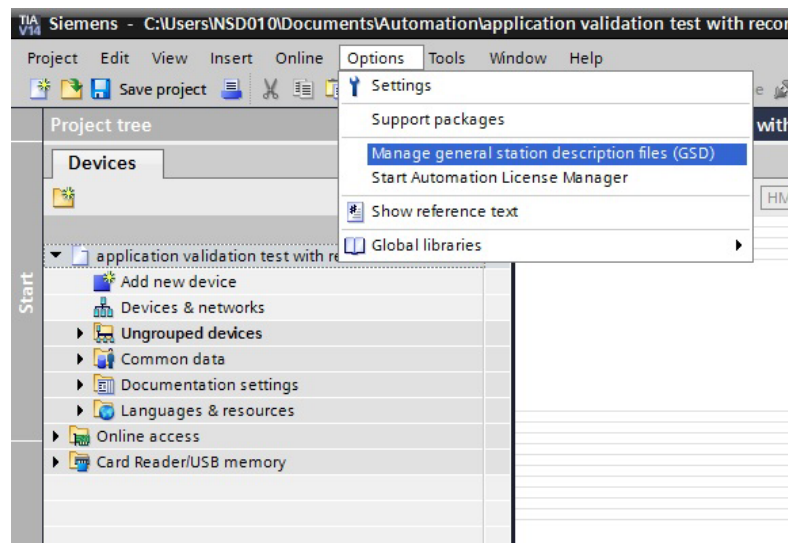 TIA V14 Siemens - C:\Users\NSD010\Documents\Automation\application validation test with recor
Project Edit View Insert Online Options Tools Window Help
Save project
Settings
Support packages
Manage general station description files (GSD)
Start Automation License Manager
Show reference text
Global libraries
Project tree
with
Devices
HM
application validation test with re
Add new device
Devices & networks
Ungrouped devices
Common data
Documentation settings
Languages & resources
Online access
Card Reader/USB memory
Start